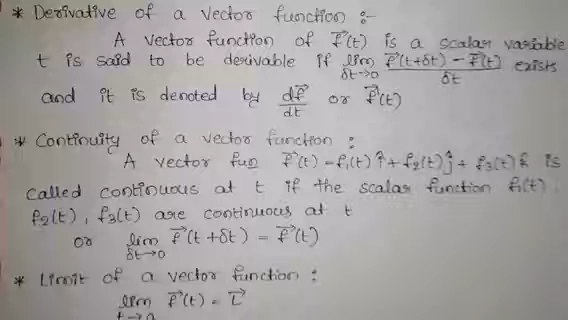 * Derivative of a vector function :-
A vector function of f⃗(t) is a scalar variable
t is said to be derivable if lim δt→0 (f⃗(t+δt) - f⃗(t))/δt exists
and it is denoted by df⃗/dt or f⃗(t)
* Continuity of a vector function :
A vector fun f⃗(t) = f₁(t) î + f₂(t) ĵ + f₃(t) k̂ is
called continuous at t if the scalar function f₁(t),
f₂(t), f₃(t) are continuous at t
or lim δt→0 f⃗(t+δt) = f⃗(t)
* Limit of a vector function :
lim t→a f⃗(t) = L⃗